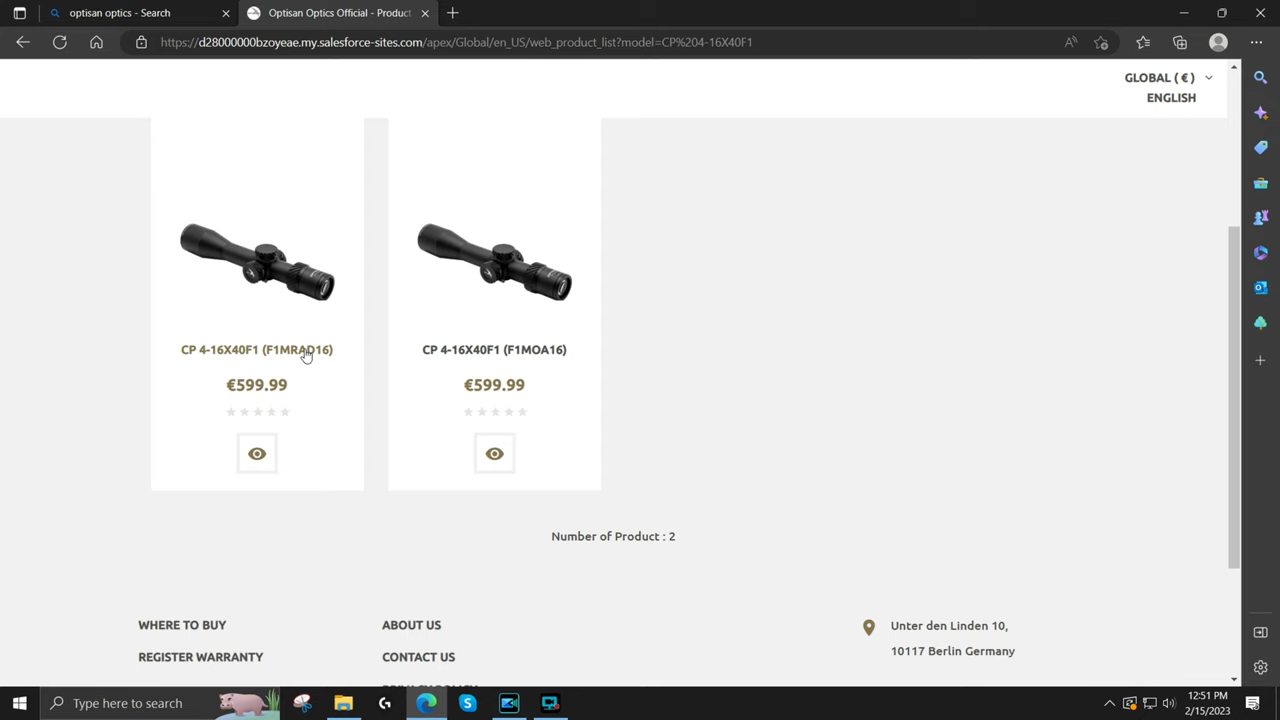 optisan optics - Search
Optisan Optics Official - Product
https://d28000000bzoyeae.my.salesforce-sites.com/apex/Global/en_US/web_product_list?model=CP%204-16X40F1
GLOBAL ( € )
ENGLISH
CP 4-16X40F1 (F1MRAD16)
€599.99
CP 4-16X40F1 (F1MOA16)
€599.99
Number of Product : 2
WHERE TO BUY
REGISTER WARRANTY
ABOUT US
CONTACT US
PRIVACY POLICY
Unter den Linden 10,
10117 Berlin Germany
Type here to search
12:51 PM
2/15/2023